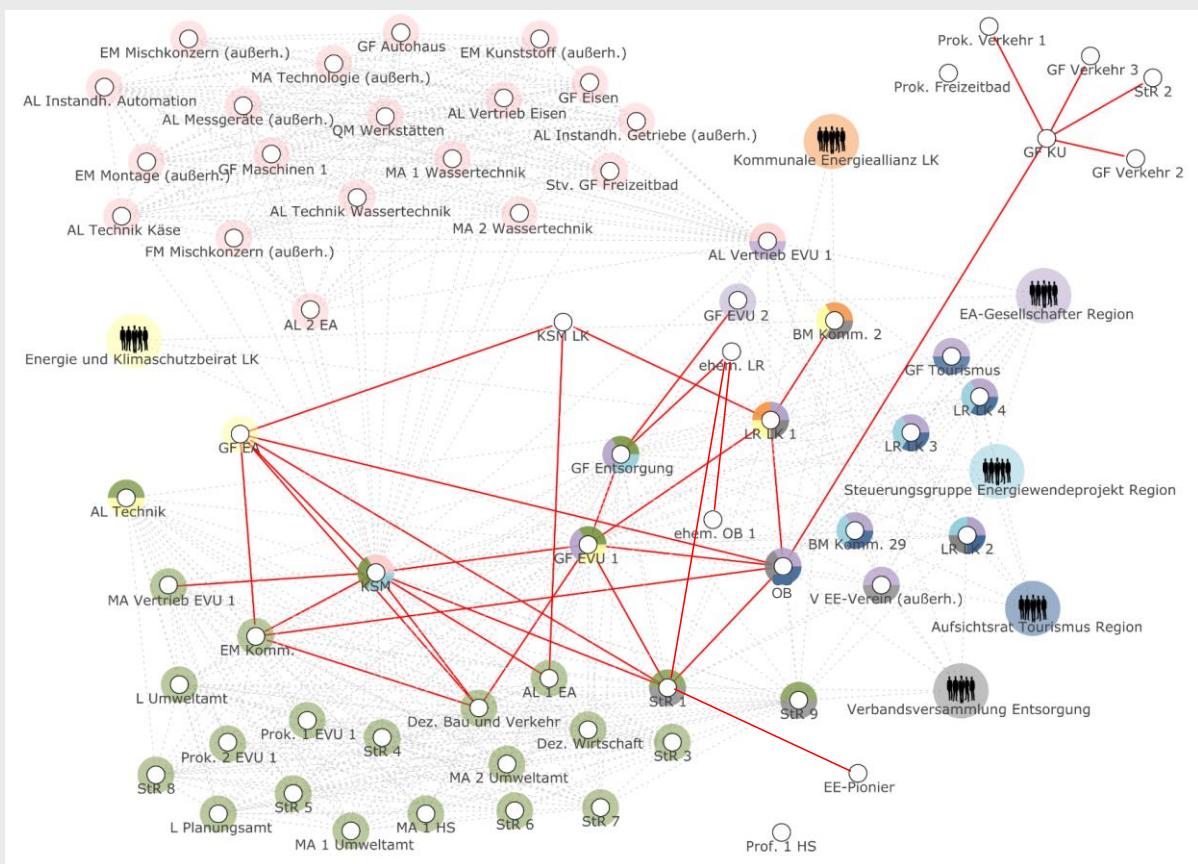 Prok. Verkehr 1
GF Autohaus
EM Mischkonzern (außerh.)
EM Kunststoff (außerh.)
GF Verkehr 3
MA Technologie (außerh.)
Prok. Freizeitbad
StR 2
GF Eisen
AL Instandh. Automation
AL Vertrieb Eisen
AL Messgeräte (außerh.)
QM Werkstätten
AL Instandh. Getriebe (außerh.)
GF KU
Kommunale Energieallianz LK
GF Maschinen 1
MA 1 Wassertechnik
GF Verkehr 2
EM Montage (außerh.)
Stv. GF Freizeitbad
AL Technik Wassertechnik
AL Technik Käse
MA 2 Wassertechnik
FM Mischkonzern (außerh.)
AL Vertrieb EVU 1
EA-Gesellschafter Region
GF EVU 2
AL 2 EA
KSM LK
BM Komm. 2
Energie und Klimaschutzbeirat LK
ehem. LR
GF Tourismus
LR LK 4
LR LK 1
GF EA
LR LK 3
GF Entsorgung
Steuerungsgruppe Energiewendeprojekt Region
AL Technik
ehem. OB 1
BM Komm. 29
LR LK 2
GF EVU 1
KSM
OB
V EE-Verein (außerh.)
MA Vertrieb EVU 1
Aufsichtsrat Tourismus Region
EM Komm.
L Umweltamt
AL 1 EA
StR 1
StR 9
Verbandsversammlung Entsorgung
Dez. Bau und Verkehr
Prok. 1 EVU 1
StR 4
Dez. Wirtschaft
StR 3
Prok. 2 EVU 1
MA 2 Umweltamt
StR 8
EE-Pionier
StR 5
L Planungsamt
MA 1 HS
StR 6
StR 7
MA 1 Umweltamt
Prof. 1 HS